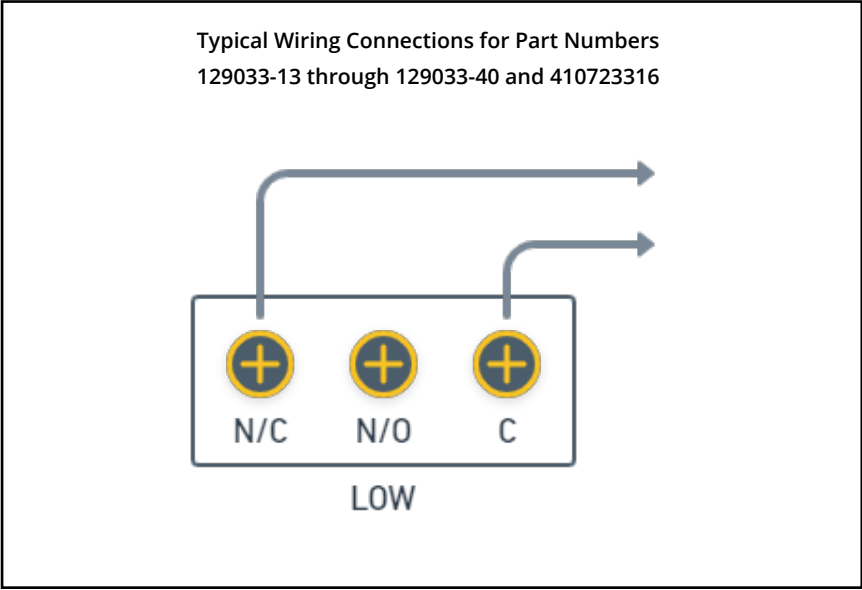 Typical Wiring Connections for Part Numbers
129033-13 through 129033-40 and 410723316
N/C N/O C
LOW